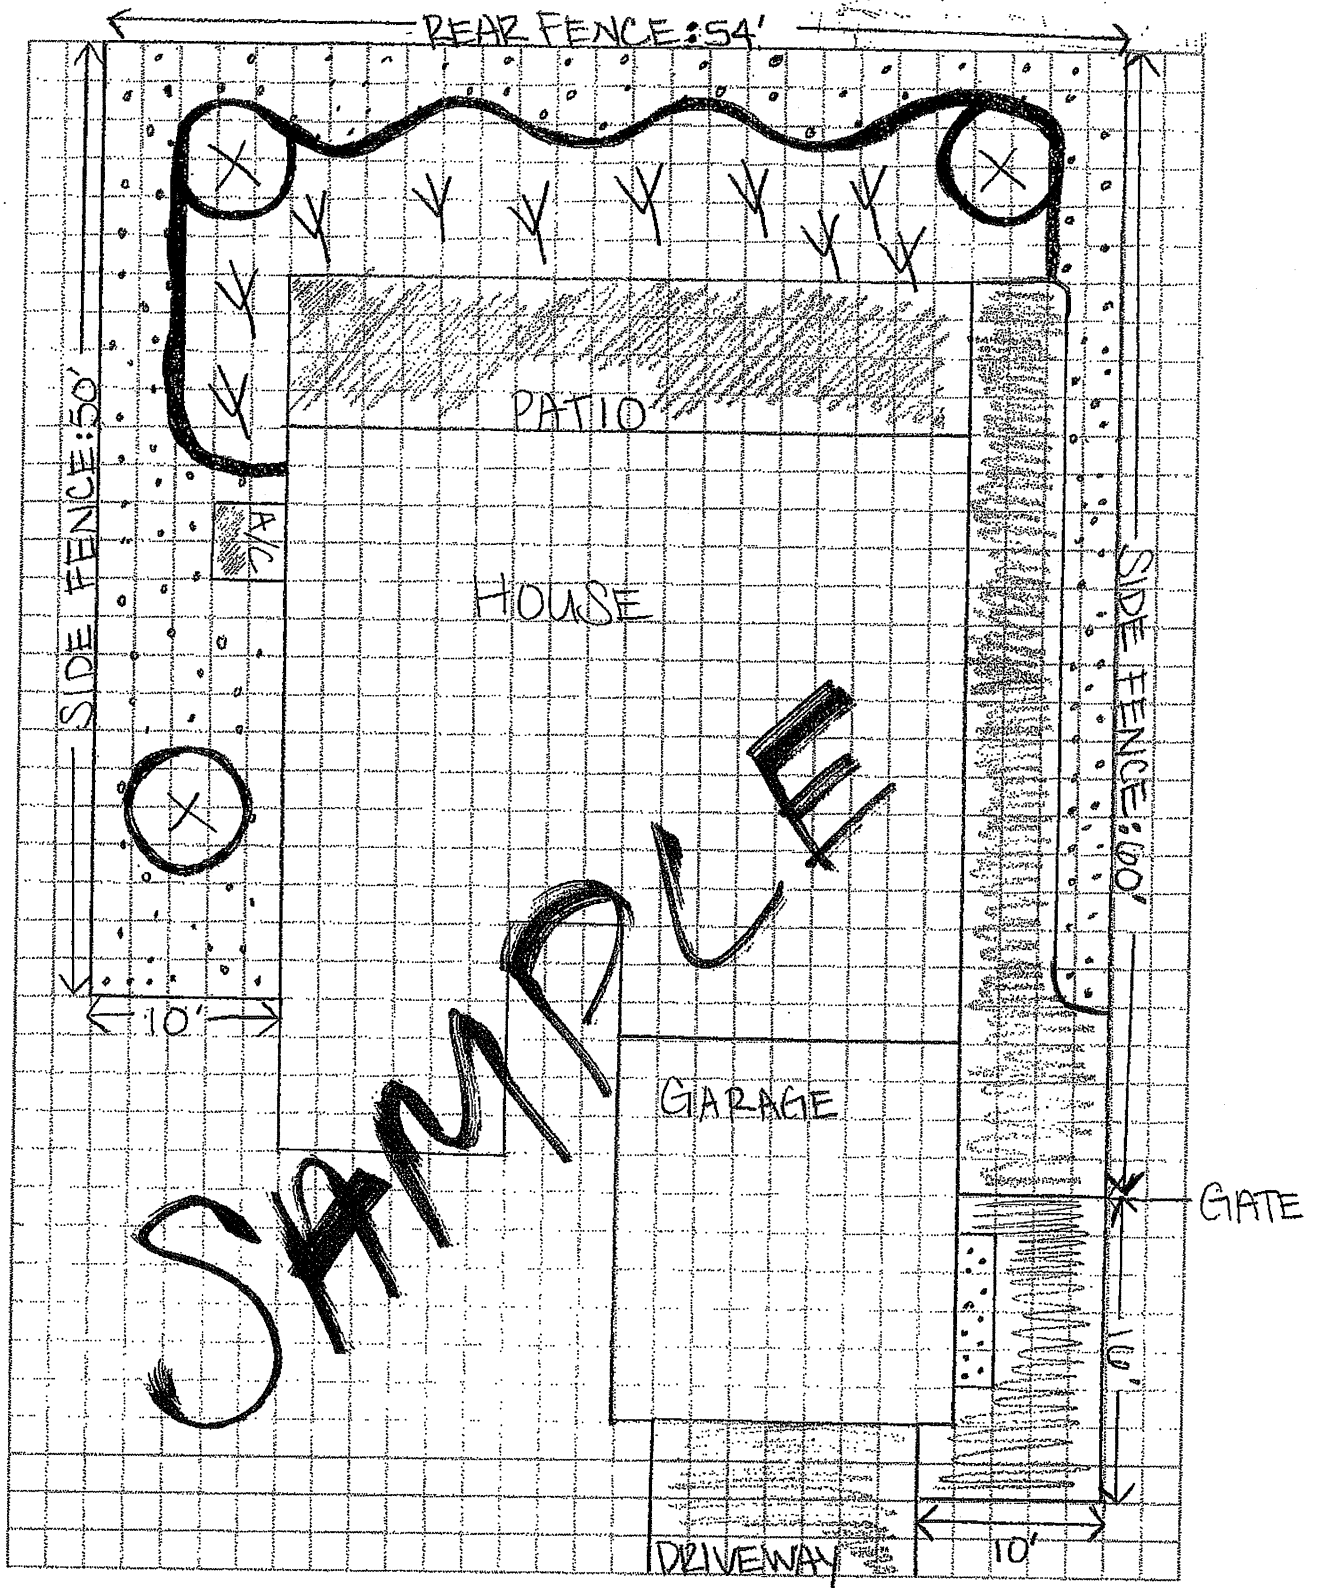 REAR FENCE: 54'
SIDE FENCE: 50'
PATIO
A/C
HOUSE
SIDE FENCE: 60'
10'
GARAGE
GATE
16'
DRIVEWAY
10'
SAMPLE